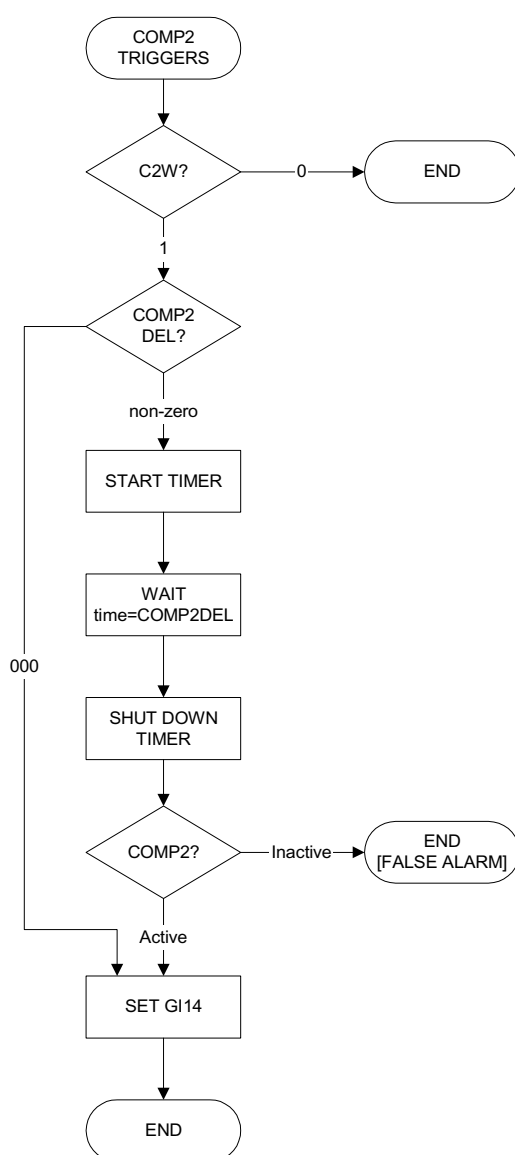 COMP2
TRIGGERS
C2W?
0
END
1
COMP2
DEL?
non-zero
START TIMER
WAIT
time=COMP2DEL
000
SHUT DOWN
TIMER
COMP2?
Inactive
END
[FALSE ALARM]
Active
SET GI14
END